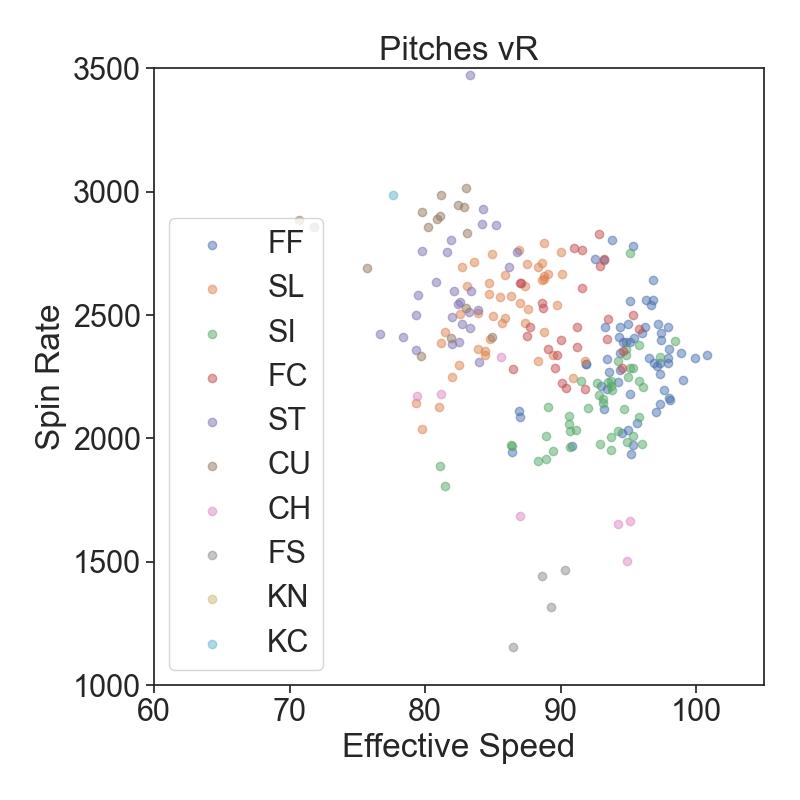 Pitches vR
3500
3000
2500
2000
1500
1000
Spin Rate
FF
SL
SI
FC
ST
CU
CH
FS
KN
KC
60 70 80 90 100
Effective Speed